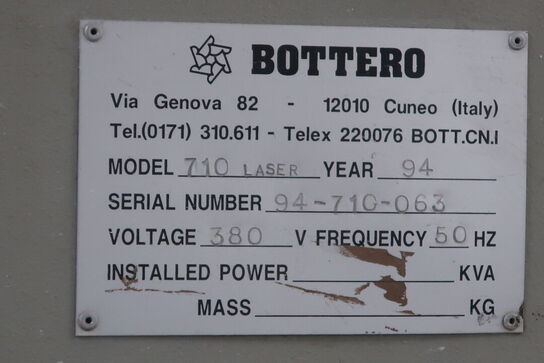 BOTTERO
Via Genova 82 - 12010 Cuneo (Italy)
Tel.(0171) 310.611 - Telex 220076 BOTT.CN.I
MODEL 710 LASER YEAR 94
SERIAL NUMBER 94-710-063
VOLTAGE 380 V FREQUENCY 50 HZ
INSTALLED POWER KVA
MASS KG